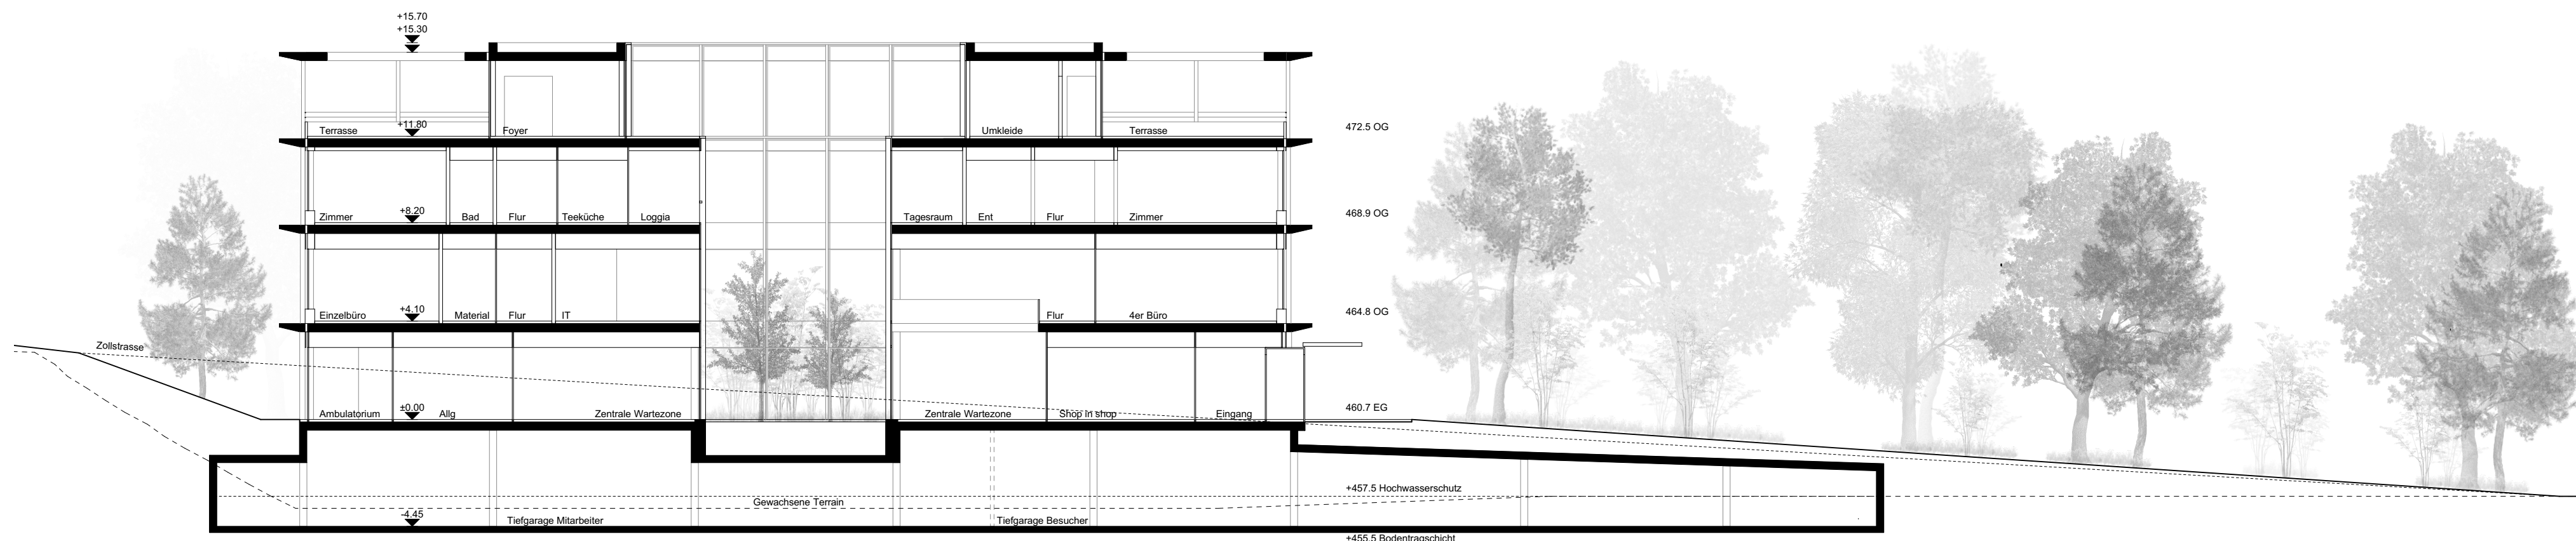 +15.70
+15.30
Terrasse
+11.80
Foyer
Umkleide
Terrasse
472.5 OG
Zimmer
+8.20
Bad
Flur
Teeküche
Loggia
Tagesraum
Ent
Flur
Zimmer
468.9 OG
Einzelbüro
+4.10
Material
Flur
IT
Flur
4er Büro
464.8 OG
Zollstrasse
Ambulatorium
±0.00
Allg
Zentrale Wartezone
Zentrale Wartezone
Shop in shop
Eingang
460.7 EG
Gewachsene Terrain
+457.5 Hochwasserschutz
-4.45
Tiefgarage Mitarbeiter
Tiefgarage Besucher
+455.5 Bodentragschicht